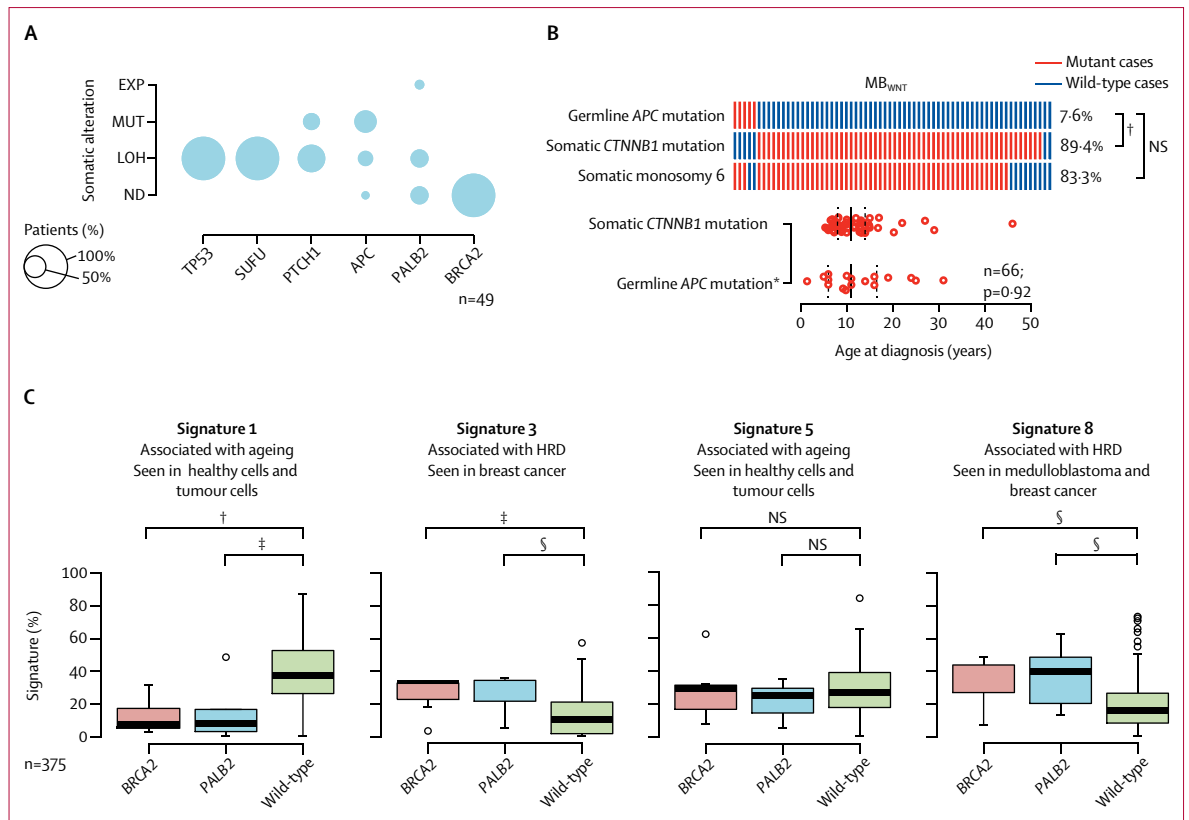 A
Somatic alteration
EXP
MUT
LOH
ND
Patients (%)
100%
50%
TP53
SUFU
PTCH1
APC
PALB2
BRCA2
n=49
B
Mutant cases
Wild-type cases
MBWNT
Germline APC mutation
7·6%
Somatic CTNNB1 mutation
89·4%
Somatic monosomy 6
83·3%
†
NS
Somatic CTNNB1 mutation
Germline APC mutation*
n=66;
p=0·92
0 10 20 30 40 50
Age at diagnosis (years)
C
Signature 1
Associated with ageing
Seen in healthy cells and
tumour cells
†
‡
Signature (%)
100
80
60
40
20
0
BRCA2
PALB2
Wild-type
n=375
Signature 3
Associated with HRD
Seen in breast cancer
‡
§
BRCA2
PALB2
Wild-type
Signature 5
Associated with ageing
Seen in healthy cells and
tumour cells
NS
NS
BRCA2
PALB2
Wild-type
Signature 8
Associated with HRD
Seen in medulloblastoma and
breast cancer
§
§
BRCA2
PALB2
Wild-type